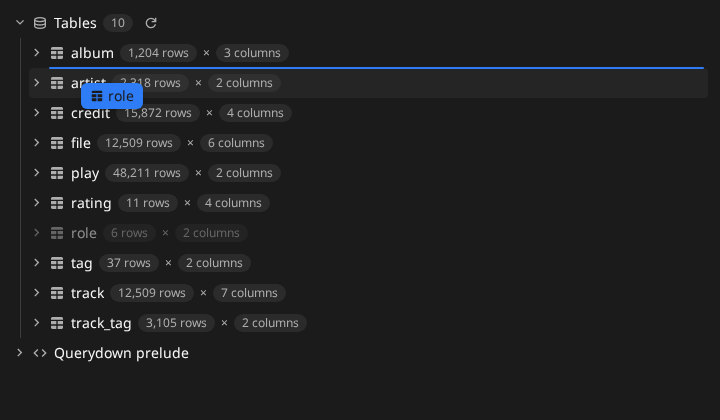 Tables 10
album 1,204 rows × 3 columns
artist 2,318 rows × 2 columns
role
credit 15,872 rows × 4 columns
file 12,509 rows × 6 columns
play 48,211 rows × 2 columns
rating 11 rows × 4 columns
role 6 rows × 2 columns
tag 37 rows × 2 columns
track 12,509 rows × 7 columns
track_tag 3,105 rows × 2 columns
Querydown prelude